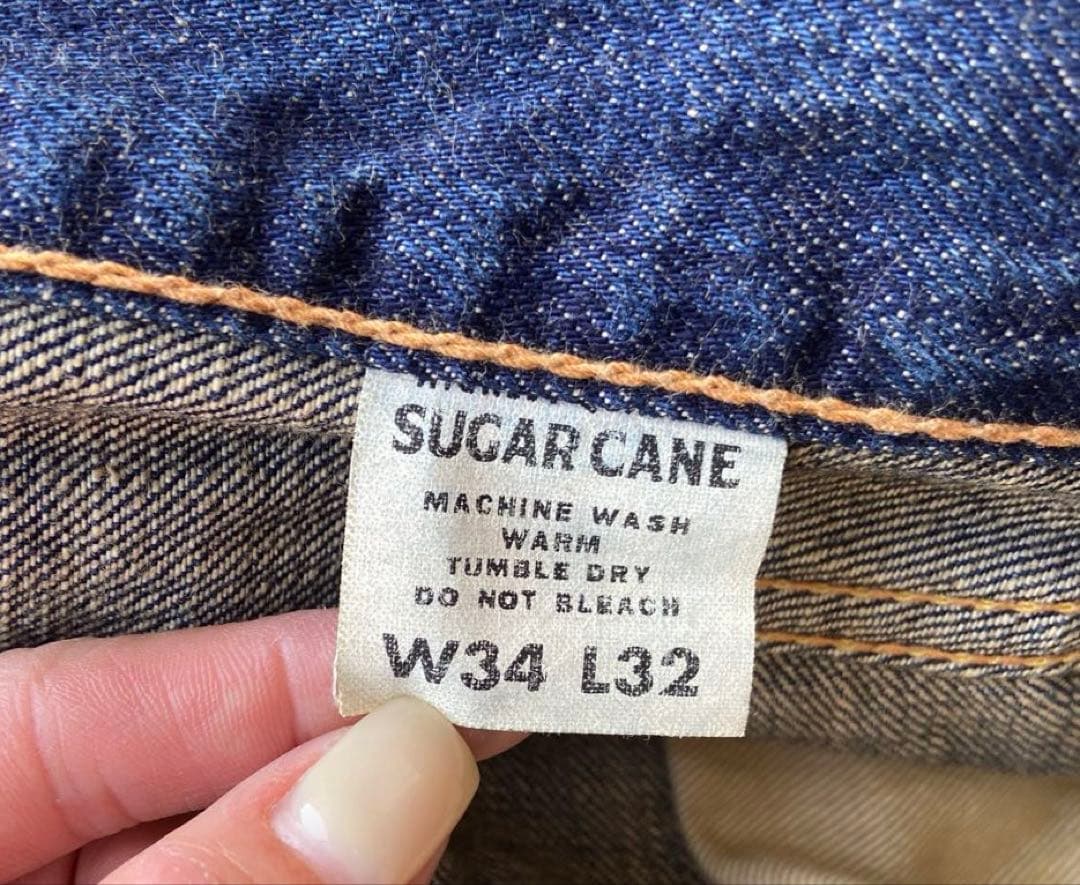 SUGAR CANE
MACHINE WASH
WARM
TUMBLE DRY
DO NOT BLEACH
W34 L32